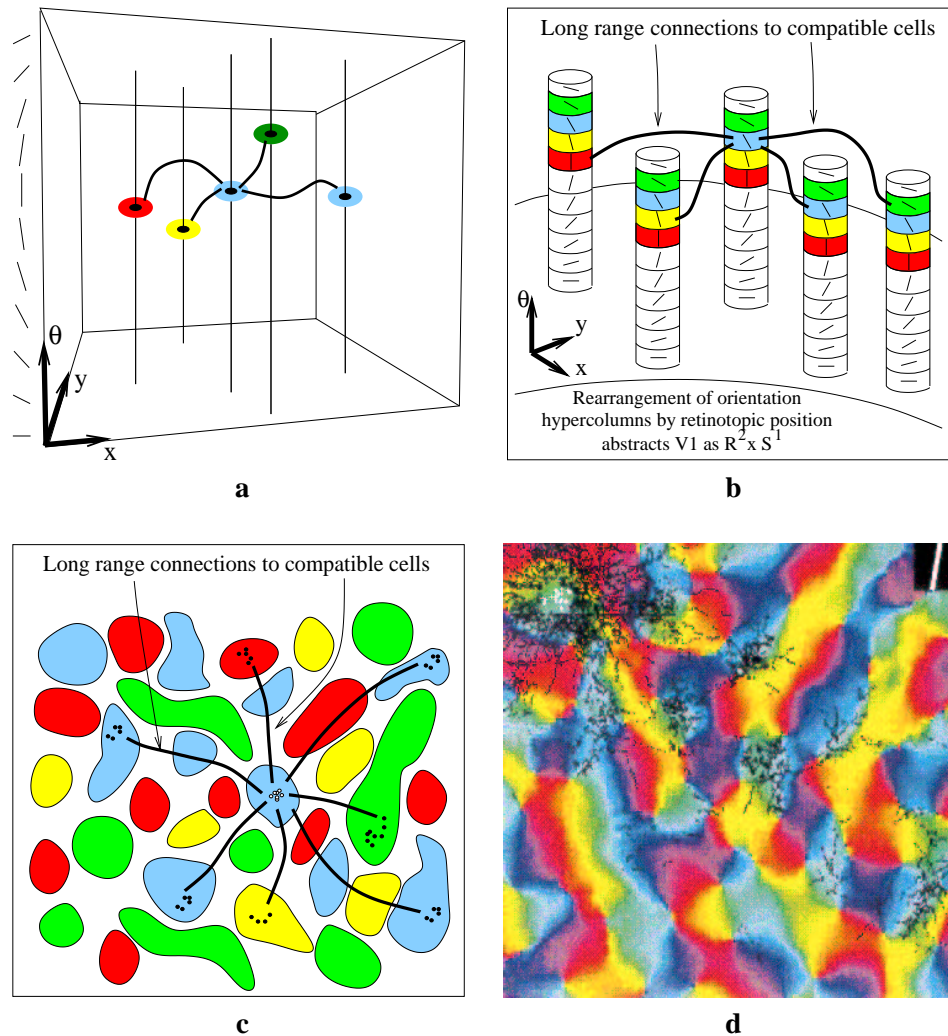 θ
y
x
a
Long range connections to compatible cells
θ
y
x
Rearrangement of orientation
hypercolumns by retinotopic position
abstracts V1 as R² x S¹
b
Long range connections to compatible cells
c
d